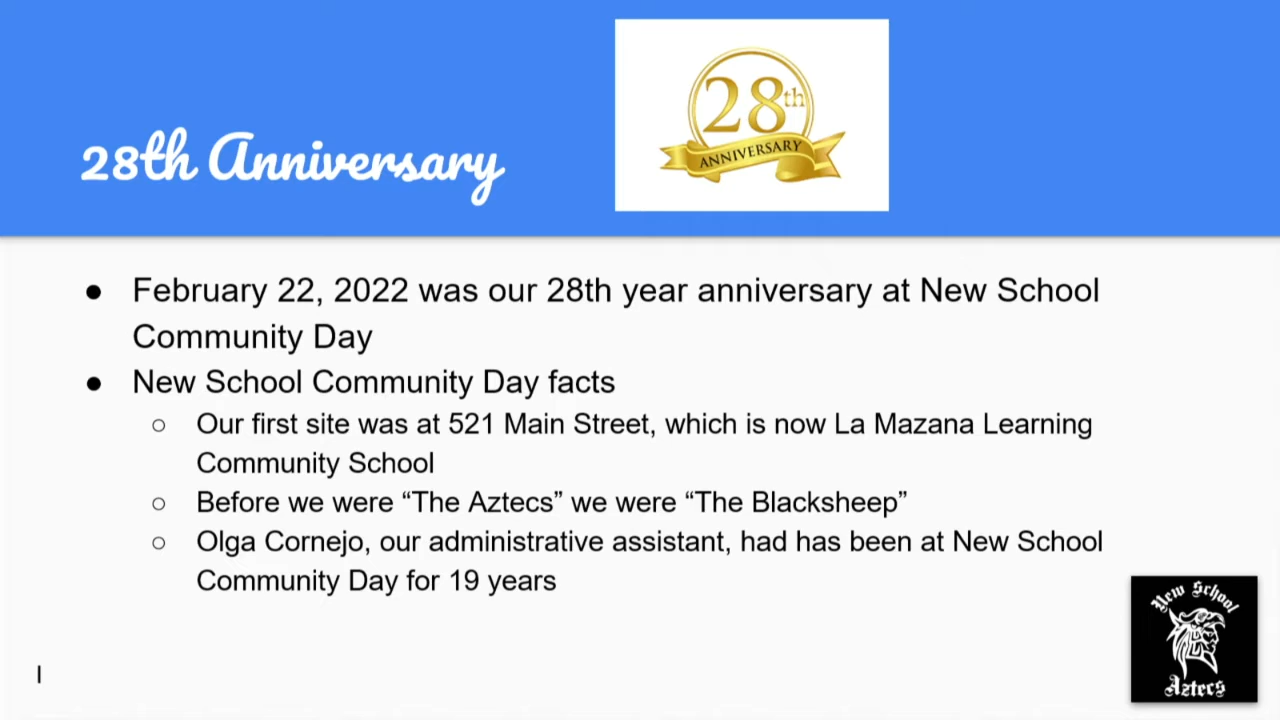 28th
ANNIVERSARY
28th Anniversary
● February 22, 2022 was our 28th year anniversary at New School
Community Day
● New School Community Day facts
○ Our first site was at 521 Main Street, which is now La Mazana Learning
Community School
○ Before we were “The Aztecs” we were “The Blacksheep”
○ Olga Cornejo, our administrative assistant, had has been at New School
Community Day for 19 years
New School
Aztecs